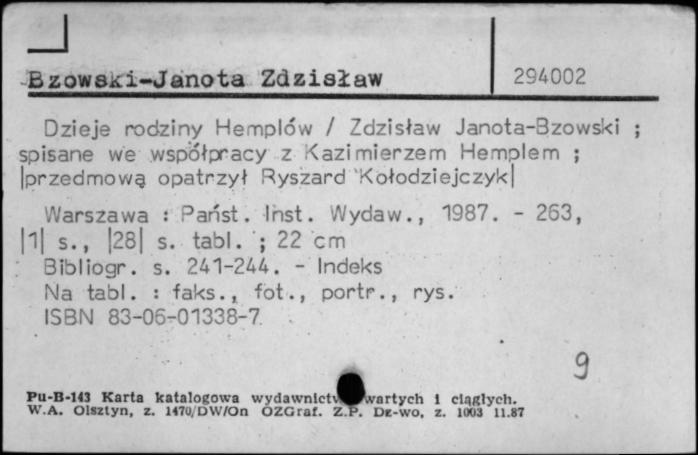 Bzowski-Janota Zdzisław
294002
Dzieje rodziny Hemplów / Zdzisław Janota-Bzowski ;
spisane we współpracy z Kazimierzem Hemplem ;
|przedmową opatrzył Ryszard Kołodziejczyk|
Warszawa : Państ. Inst. Wydaw., 1987. - 263,
|1| s., |28| s. tabl. ; 22 cm
Bibliogr. s. 241-244. - Indeks
Na tabl. : faks., fot., portr., rys.
ISBN 83-06-01338-7
9
Pu-B-143 Karta katalogowa wydawnictw zwartych i ciągłych.
W.A. Olsztyn, z. 1470/DW/On OZGraf. Z.P. Dz-wo, z. 1003 11.87